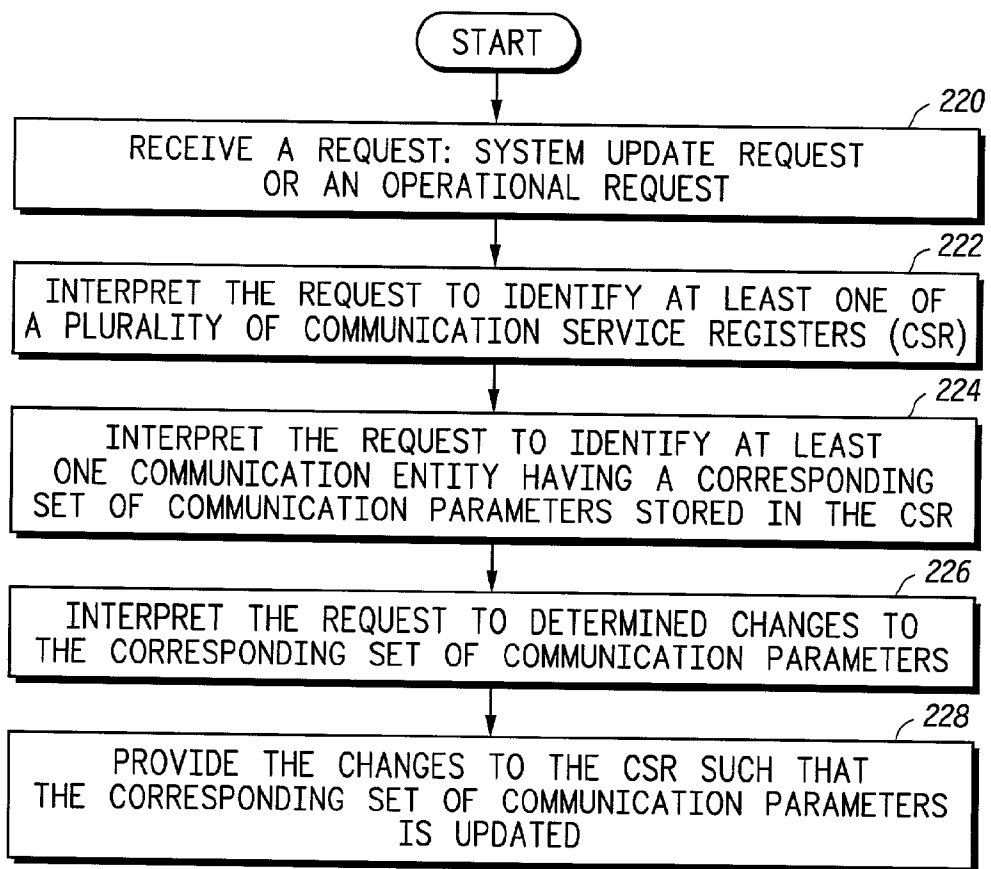 START
220
RECEIVE A REQUEST: SYSTEM UPDATE REQUEST
OR AN OPERATIONAL REQUEST
222
INTERPRET THE REQUEST TO IDENTIFY AT LEAST ONE OF
A PLURALITY OF COMMUNICATION SERVICE REGISTERS (CSR)
224
INTERPRET THE REQUEST TO IDENTIFY AT LEAST
ONE COMMUNICATION ENTITY HAVING A CORRESPONDING
SET OF COMMUNICATION PARAMETERS STORED IN THE CSR
226
INTERPRET THE REQUEST TO DETERMINED CHANGES TO
THE CORRESPONDING SET OF COMMUNICATION PARAMETERS
228
PROVIDE THE CHANGES TO THE CSR SUCH THAT
THE CORRESPONDING SET OF COMMUNICATION PARAMETERS
IS UPDATED